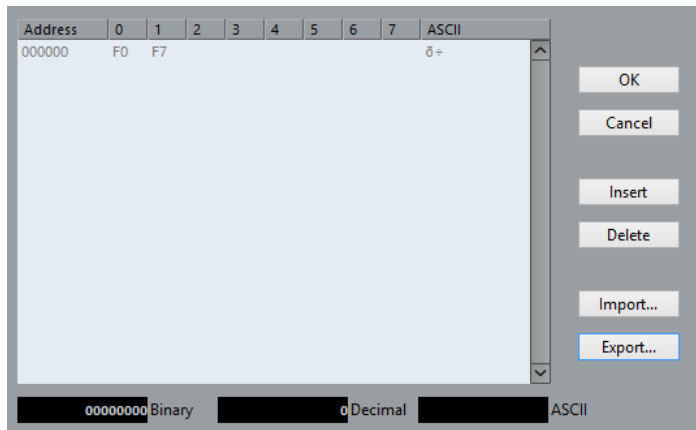 Address 0 1 2 3 4 5 6 7 ASCII
000000 F0 F7 ð÷
OK
Cancel
Insert
Delete
Import...
Export...
00000000 Binary 0 Decimal ASCII